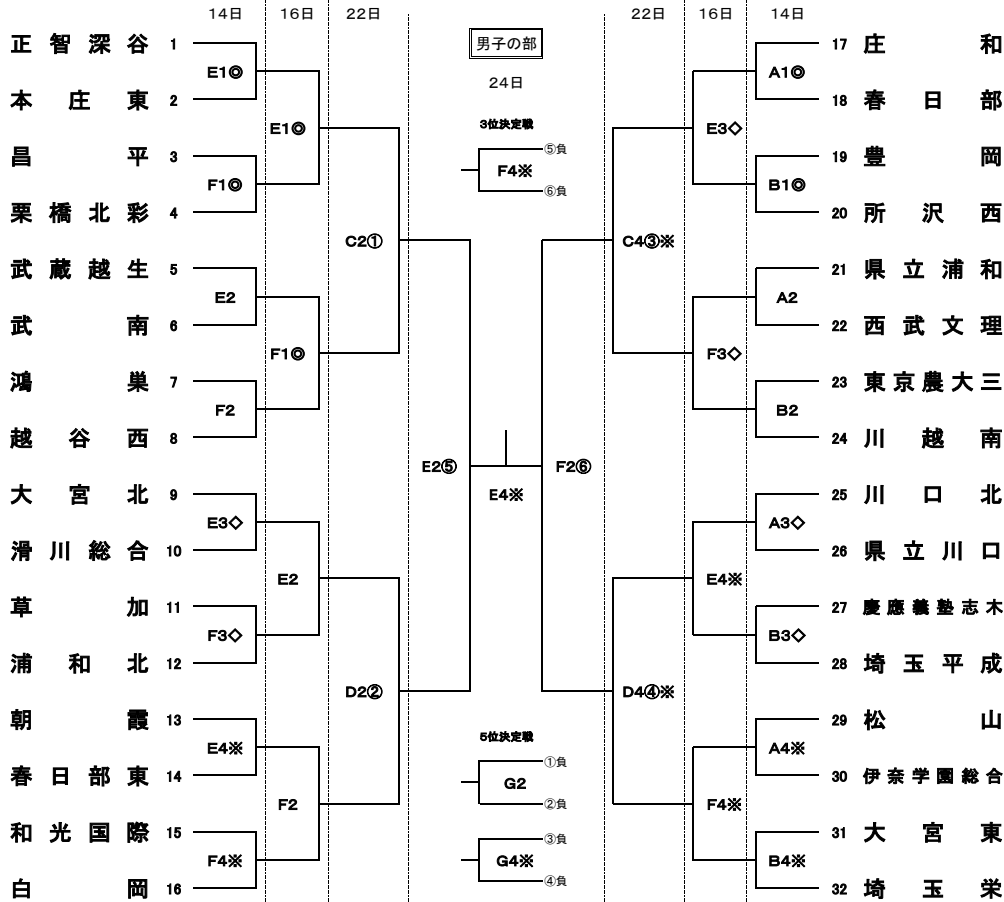 14日 16日 22日 22日 16日 14日
男子の部
24日
正智深谷 1
17 庄和
E1◎
A1◎
本庄東 2
18 春日部
3位決定戦
E1◎
E3◇
⑤負
昌平 3
19 豊岡
F4※
F1◎
B1◎
⑥負
栗橋北彩 4
20 所沢西
C2①
C4③※
武蔵越生 5
21 県立浦和
E2
A2
武南 6
22 西武文理
F1◎
F3◇
鴻巣 7
23 東京農大三
F2
B2
越谷西 8
24 川越南
E2⑤
F2⑥
大宮北 9
E4※
25 川口北
E3◇
A3◇
滑川総合 10
26 県立川口
E2
E4※
草加 11
27 慶應義塾志木
F3◇
B3◇
浦和北 12
28 埼玉平成
D2②
D4④※
朝霞 13
29 松山
5位決定戦
E4※
A4※
①負
春日部東 14
G2
30 伊奈学園総合
②負
F2
F4※
和光国際 15
31 大宮東
③負
F4※
G4※
B4※
④負
白岡 16
32 埼玉栄